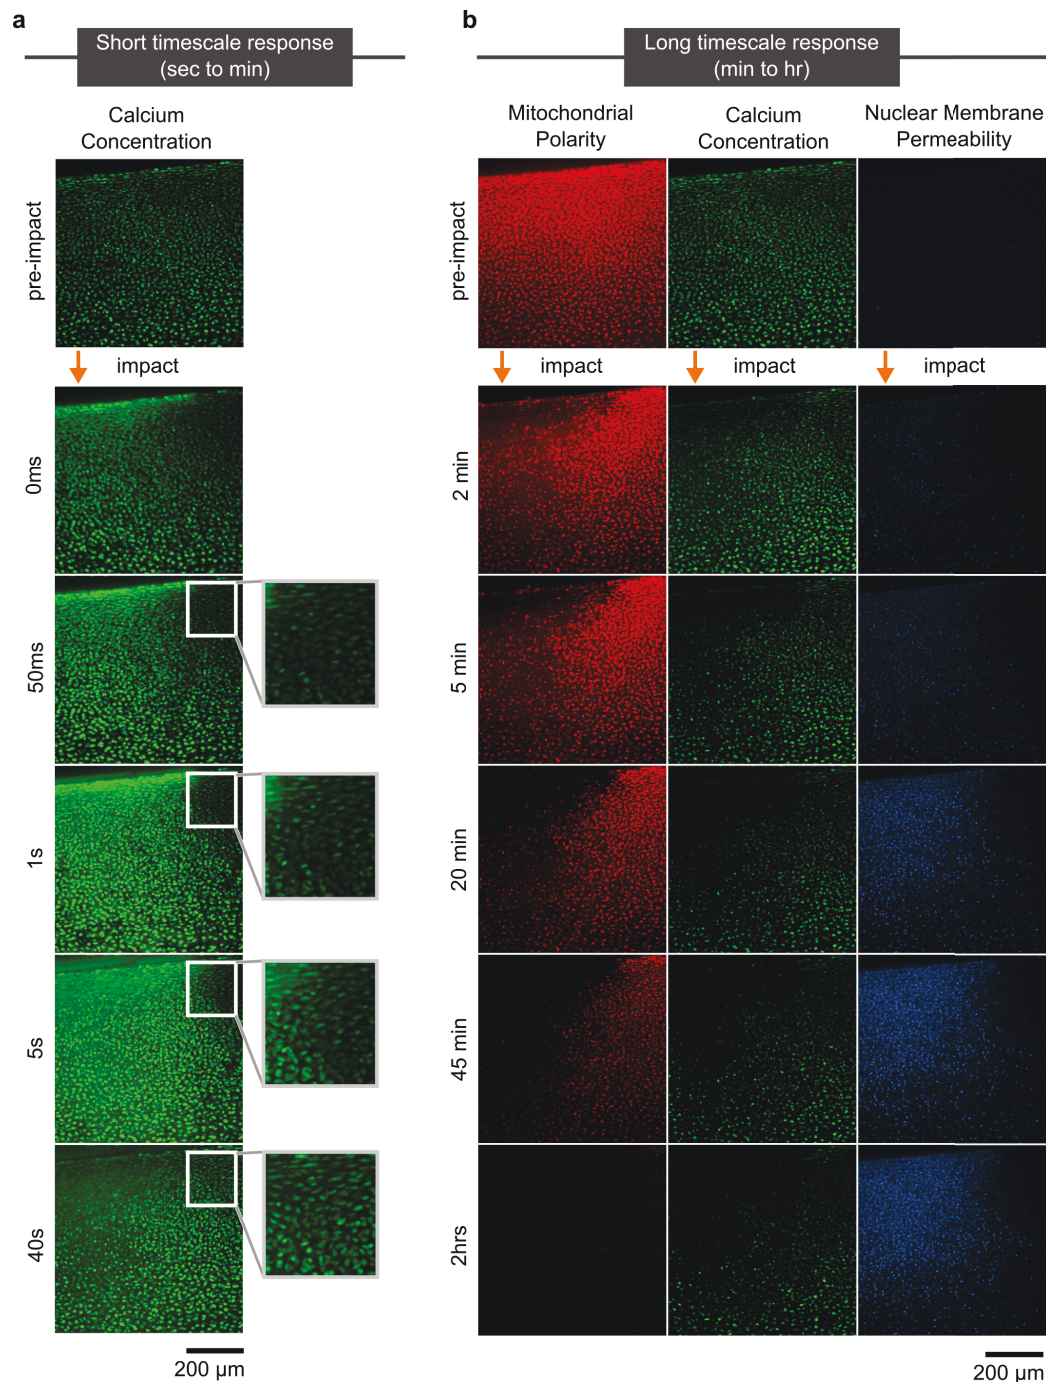 a
Short timescale response
(sec to min)
Calcium
Concentration
pre-impact
impact
0ms
50ms
1s
5s
40s
200 µm
b
Long timescale response
(min to hr)
Mitochondrial
Polarity
Calcium
Concentration
Nuclear Membrane
Permeability
pre-impact
impact
impact
impact
2 min
5 min
20 min
45 min
2hrs
200 µm